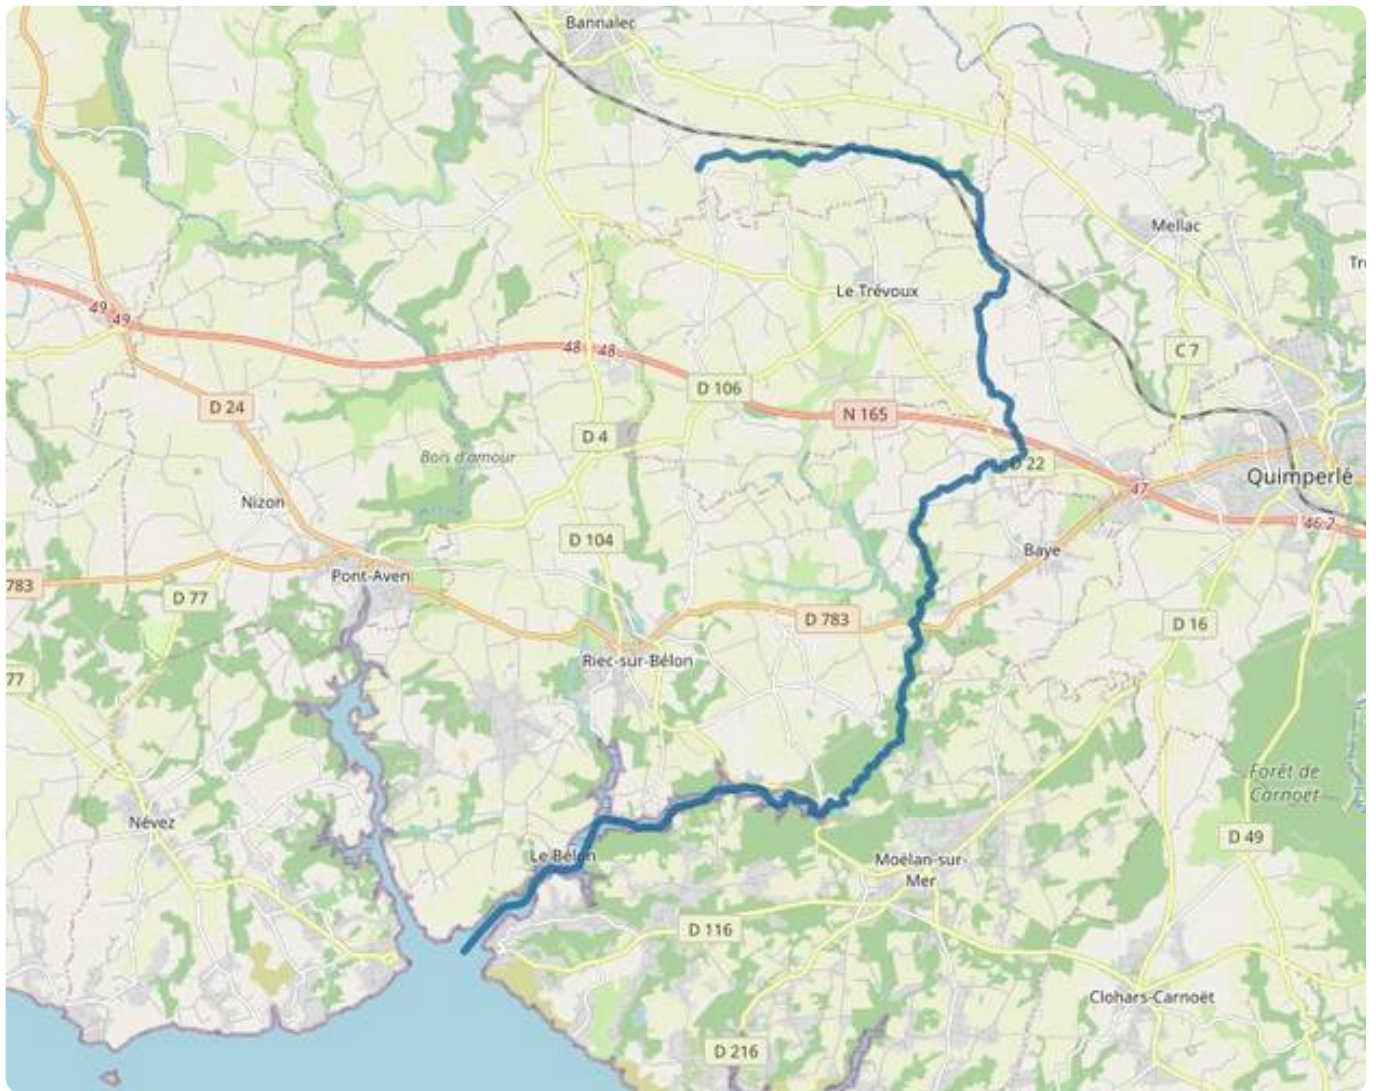 Bannalec
Mellac
Tr
Le Trévoux
49
49
48
48
C 7
D 106
D 24
N 165
D 4
Bois d'amour
D 22
Quimperlé
47
Nizon
46.2
D 104
Baye
Pont-Aven
783
D 77
D 783
D 16
Riec-sur-Bélon
77
Forêt de
Carnoët
Névez
D 49
Le Bélon
Moëlan-sur-
Mer
D 116
Clohars-Carnoët
D 216